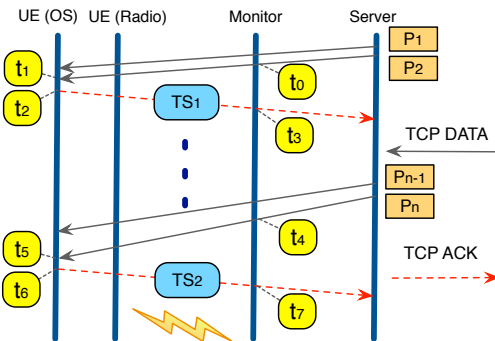 UE (OS) UE (Radio) Monitor Server
P1
t1 P2
t0
t2 TS1
t3
TCP DATA
Pn-1
Pn
t4
t5 TCP ACK
t6 TS2
t7